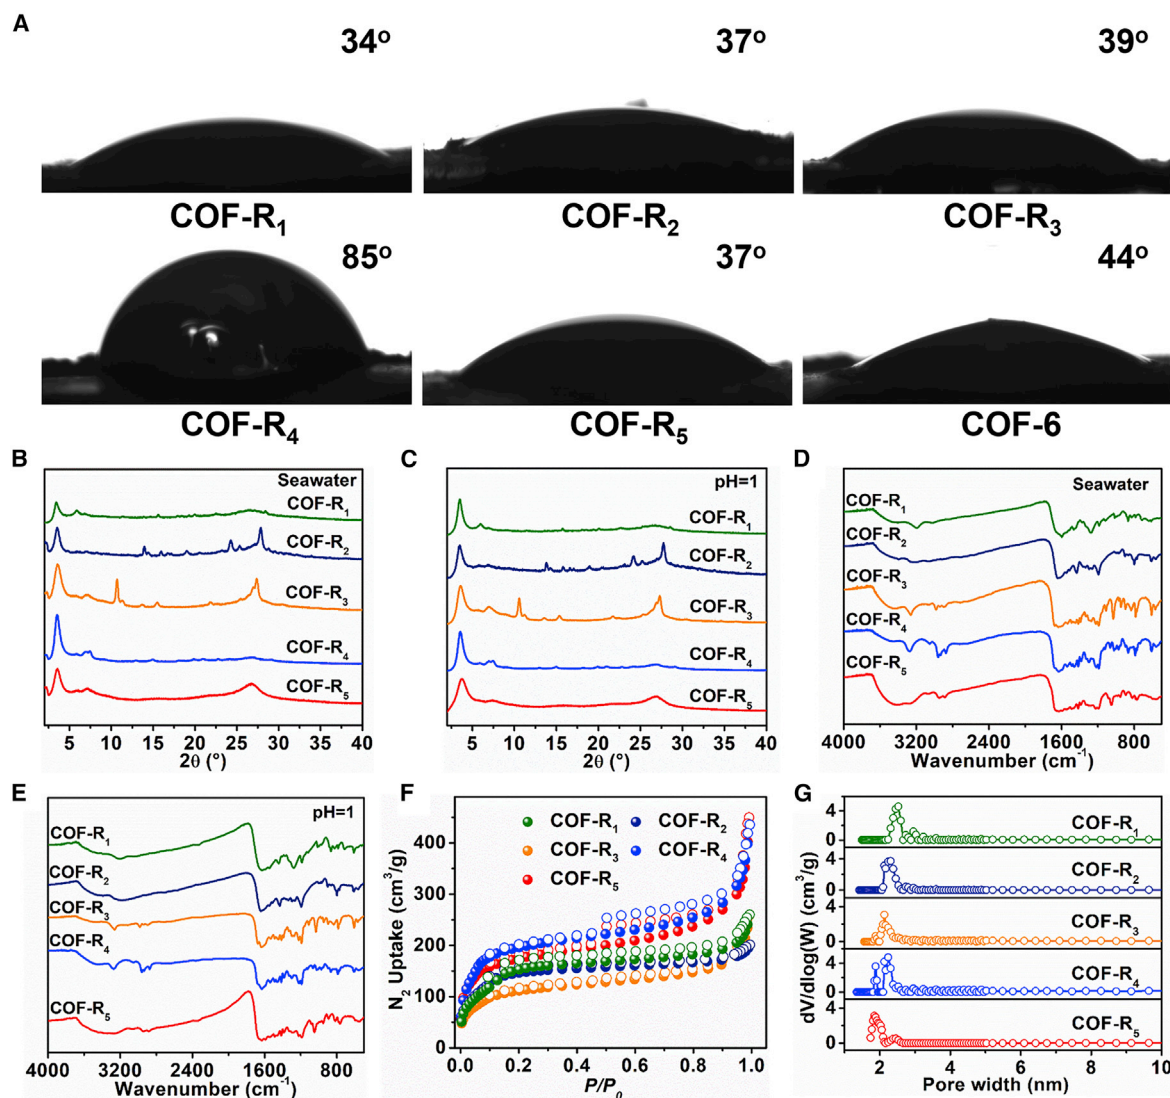 A
34°
37°
39°
COF-R₁
COF-R₂
COF-R₃
85°
37°
44°
COF-R₄
COF-R₅
COF-6
B
Seawater
COF-R₁
COF-R₂
COF-R₃
COF-R₄
COF-R₅
5 10 15 20 25 30 35 40
2θ (°)
C
pH=1
COF-R₁
COF-R₂
COF-R₃
COF-R₄
COF-R₅
5 10 15 20 25 30 35 40
2θ (°)
D
Seawater
COF-R₁
COF-R₂
COF-R₃
COF-R₄
COF-R₅
4000 3200 2400 1600 800
Wavenumber (cm⁻¹)
E
pH=1
COF-R₁
COF-R₂
COF-R₃
COF-R₄
COF-R₅
4000 3200 2400 1600 800
Wavenumber (cm⁻¹)
F
N₂ Uptake (cm³/g)
400
300
200
100
0
COF-R₁ COF-R₂
COF-R₃ COF-R₄
COF-R₅
0.0 0.2 0.4 0.6 0.8 1.0
P/P₀
G
dV/dlog(W) (cm³/g)
4
0
COF-R₁
4
0
COF-R₂
4
0
COF-R₃
4
0
COF-R₄
4
0
COF-R₅
2 4 6 8 10
Pore width (nm)